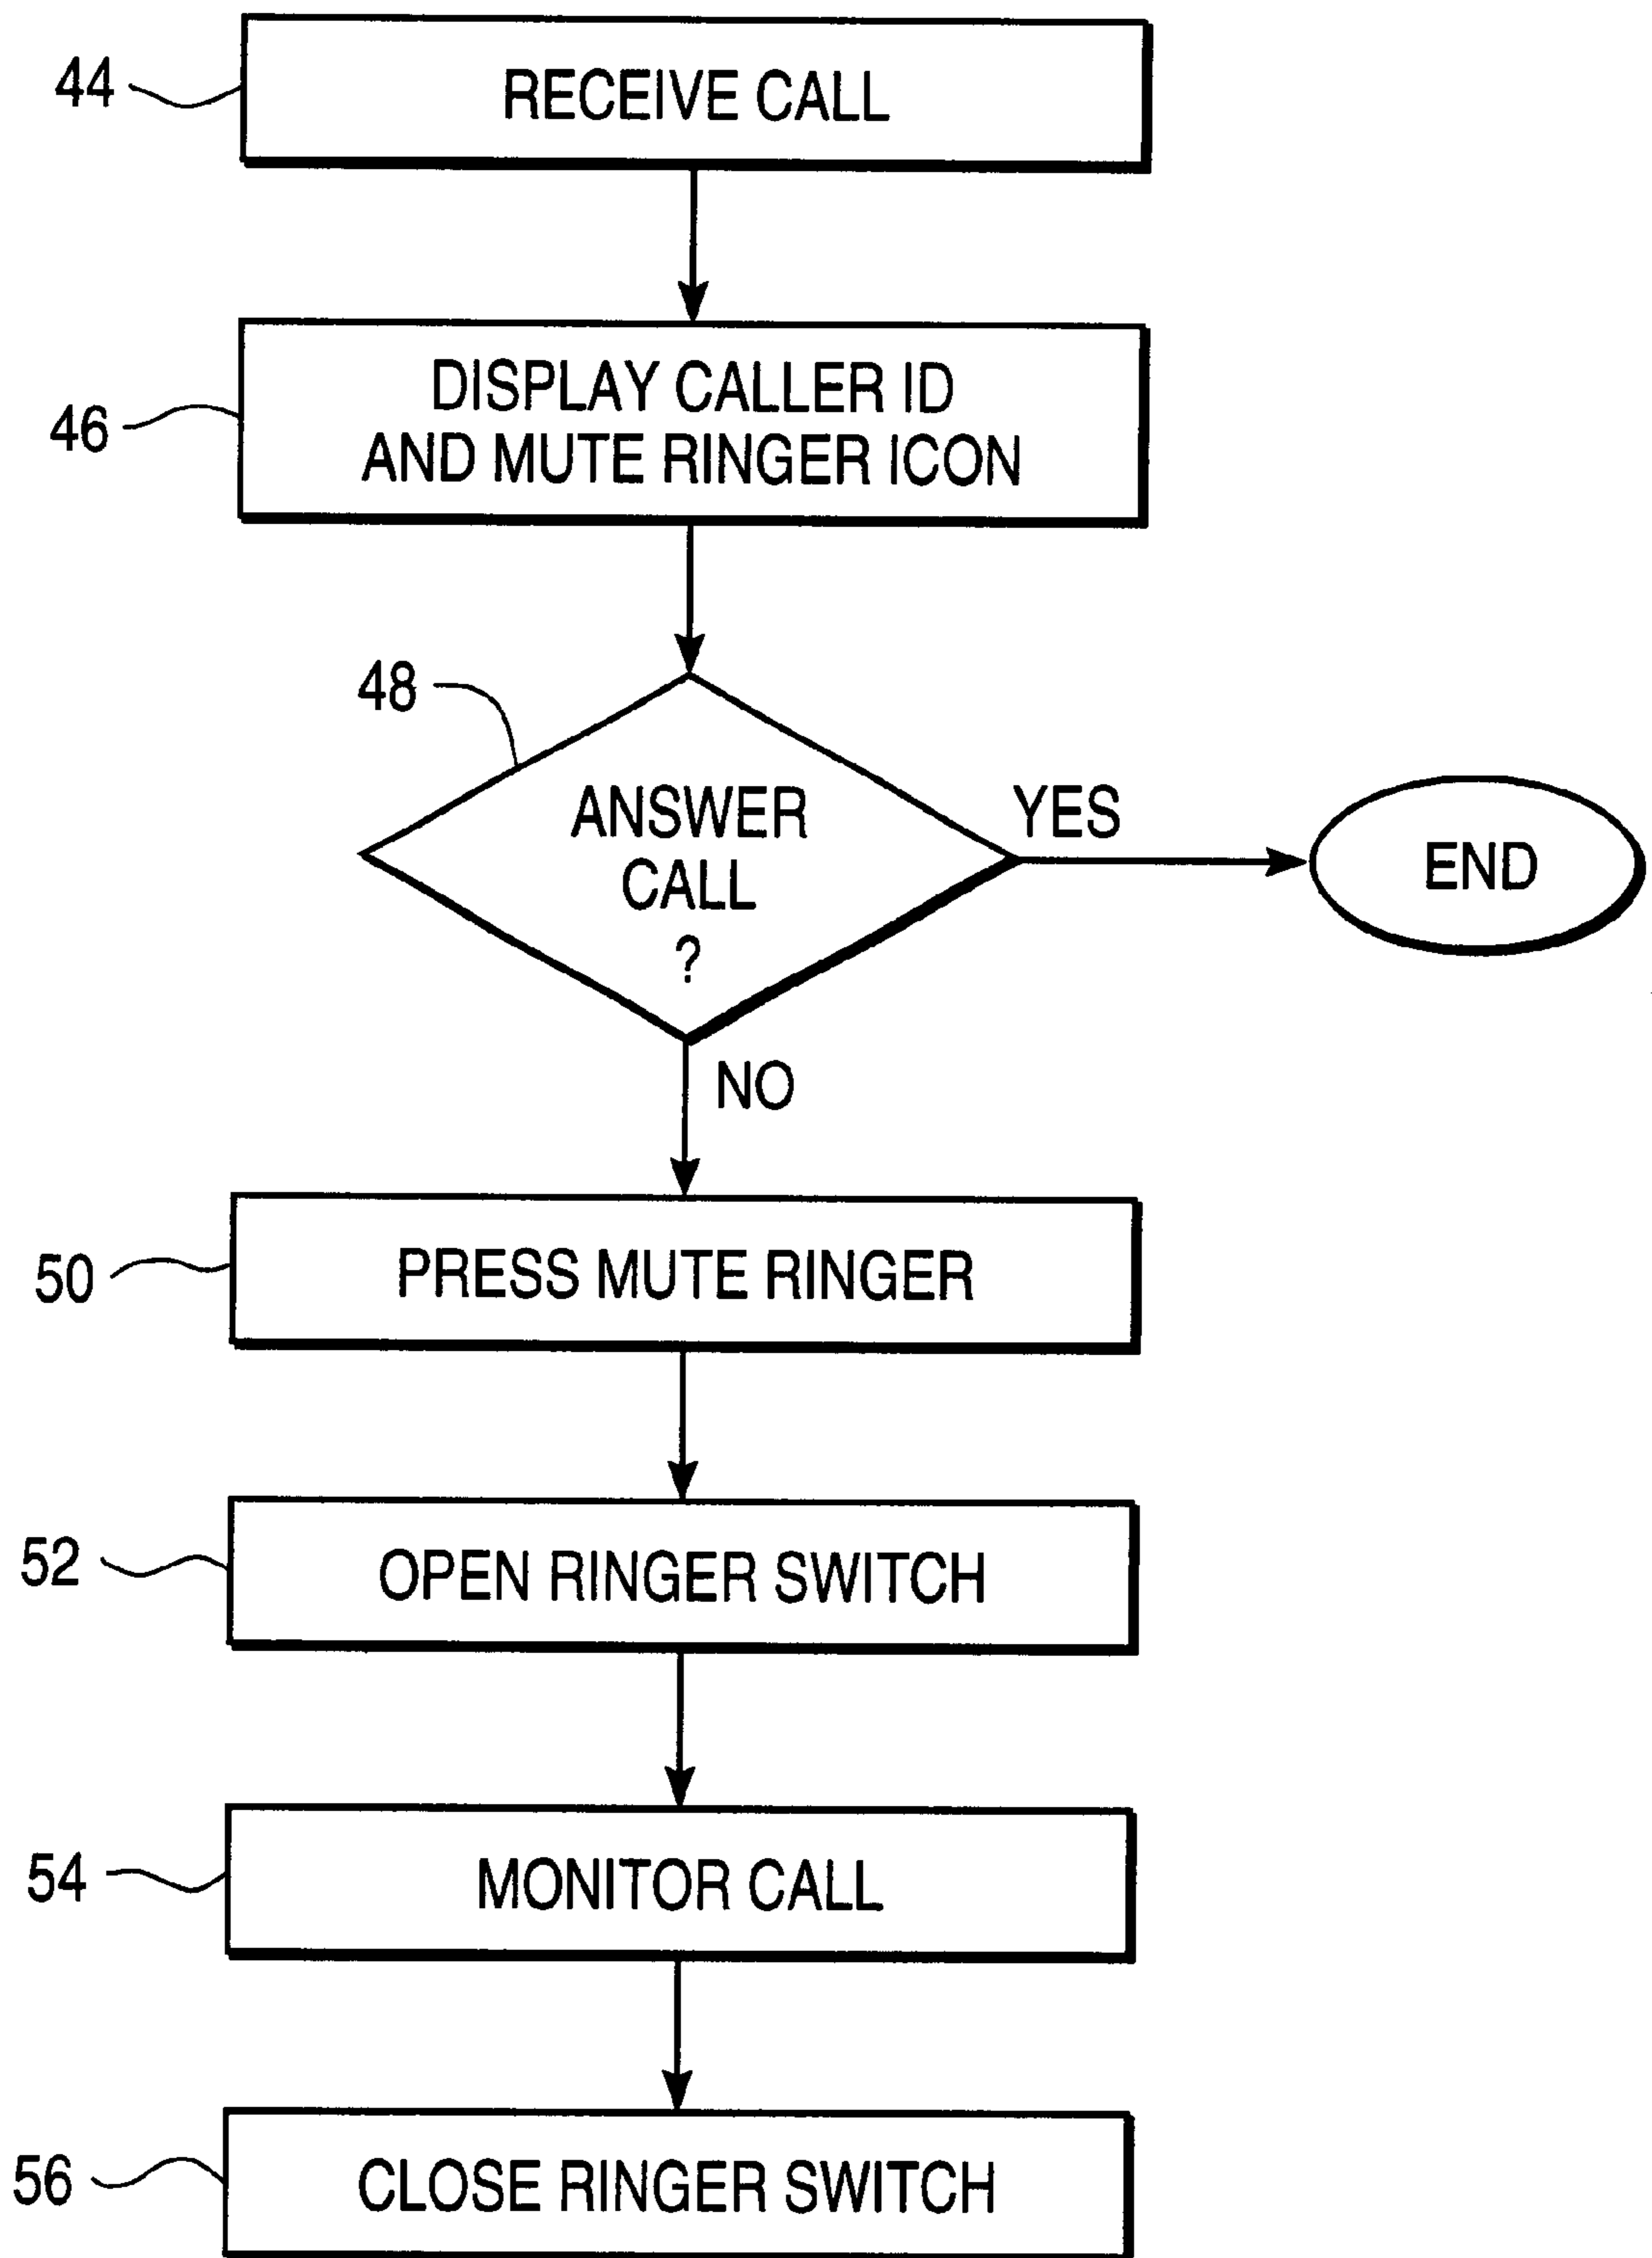 44
RECEIVE CALL
46
DISPLAY CALLER ID
AND MUTE RINGER ICON
48
ANSWER
CALL
?
YES
END
NO
50
PRESS MUTE RINGER
52
OPEN RINGER SWITCH
54
MONITOR CALL
56
CLOSE RINGER SWITCH